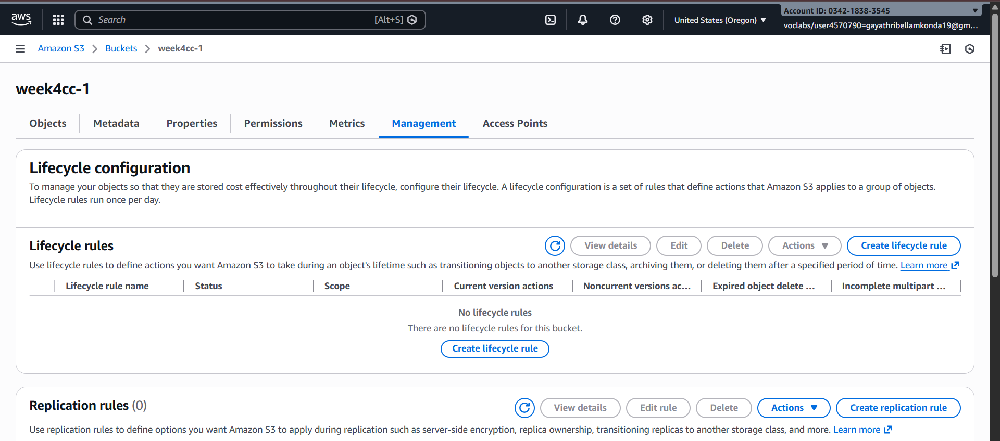 aws
Search [Alt+S]
United States (Oregon)
Account ID: 0342-1838-3545
voclabs/user4570790=gayathribellamkonda19@gm...
Amazon S3 > Buckets > week4cc-1
week4cc-1
Objects Metadata Properties Permissions Metrics Management Access Points
Lifecycle configuration
To manage your objects so that they are stored cost effectively throughout their lifecycle, configure their lifecycle. A lifecycle configuration is a set of rules that define actions that Amazon S3 applies to a group of objects.
Lifecycle rules run once per day.
Lifecycle rules
View details Edit Delete Actions Create lifecycle rule
Use lifecycle rules to define actions you want Amazon S3 to take during an object's lifetime such as transitioning objects to another storage class, archiving them, or deleting them after a specified period of time. Learn more
Lifecycle rule name Status Scope Current version actions Noncurrent versions ac... Expired object delete ... Incomplete multipart ...
No lifecycle rules
There are no lifecycle rules for this bucket.
Create lifecycle rule
Replication rules (0)
View details Edit rule Delete Actions Create replication rule
Use replication rules to define options you want Amazon S3 to apply during replication such as server-side encryption, replica ownership, transitioning replicas to another storage class, and more. Learn more